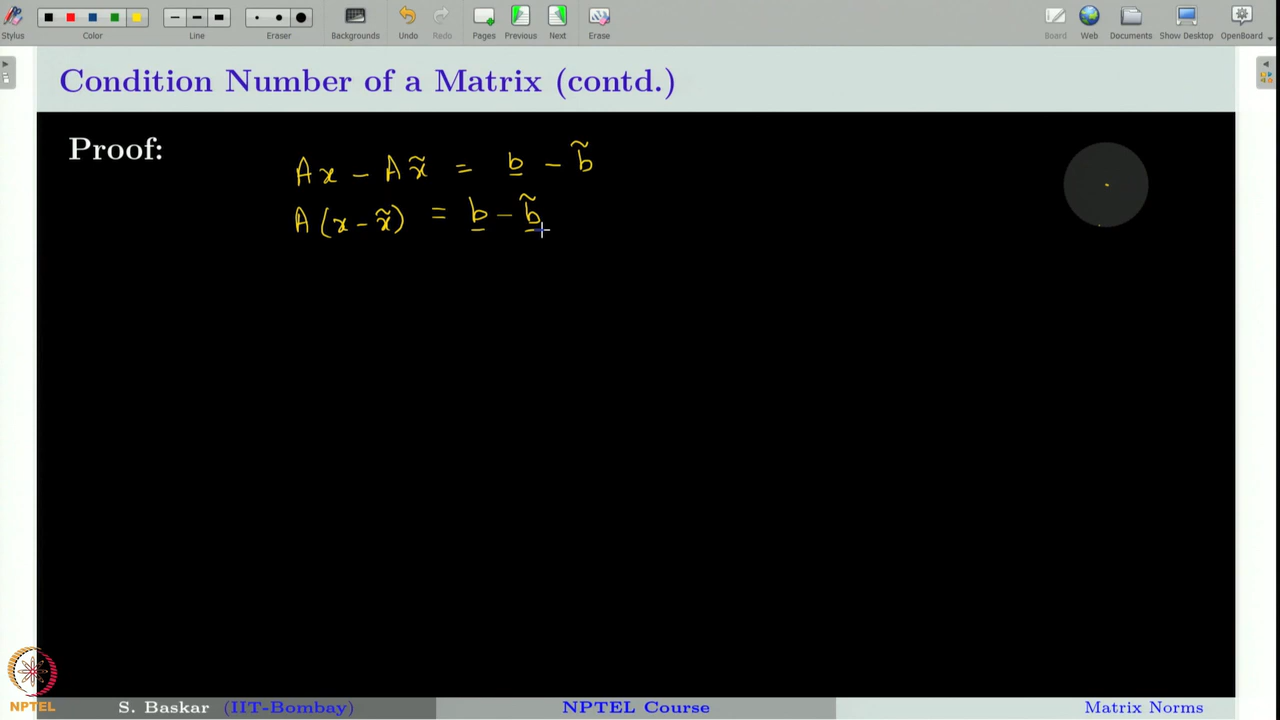 Stylus Color Line Eraser Backgrounds Undo Redo Pages Previous Next Erase Board Web Documents Show Desktop OpenBoard
Condition Number of a Matrix (contd.)
Proof:
Ax - Ax̃ = b - b̃
A(x - x̃) = b - b̃
NPTEL
S. Baskar (IIT-Bombay) NPTEL Course Matrix Norms